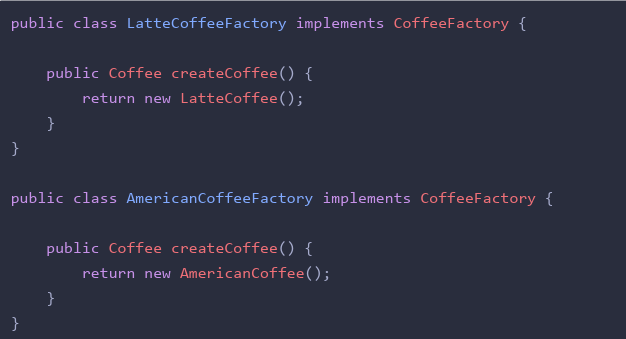 public class LatteCoffeeFactory implements CoffeeFactory {
public Coffee createCoffee() {
return new LatteCoffee();
}
}
public class AmericanCoffeeFactory implements CoffeeFactory {
public Coffee createCoffee() {
return new AmericanCoffee();
}
}